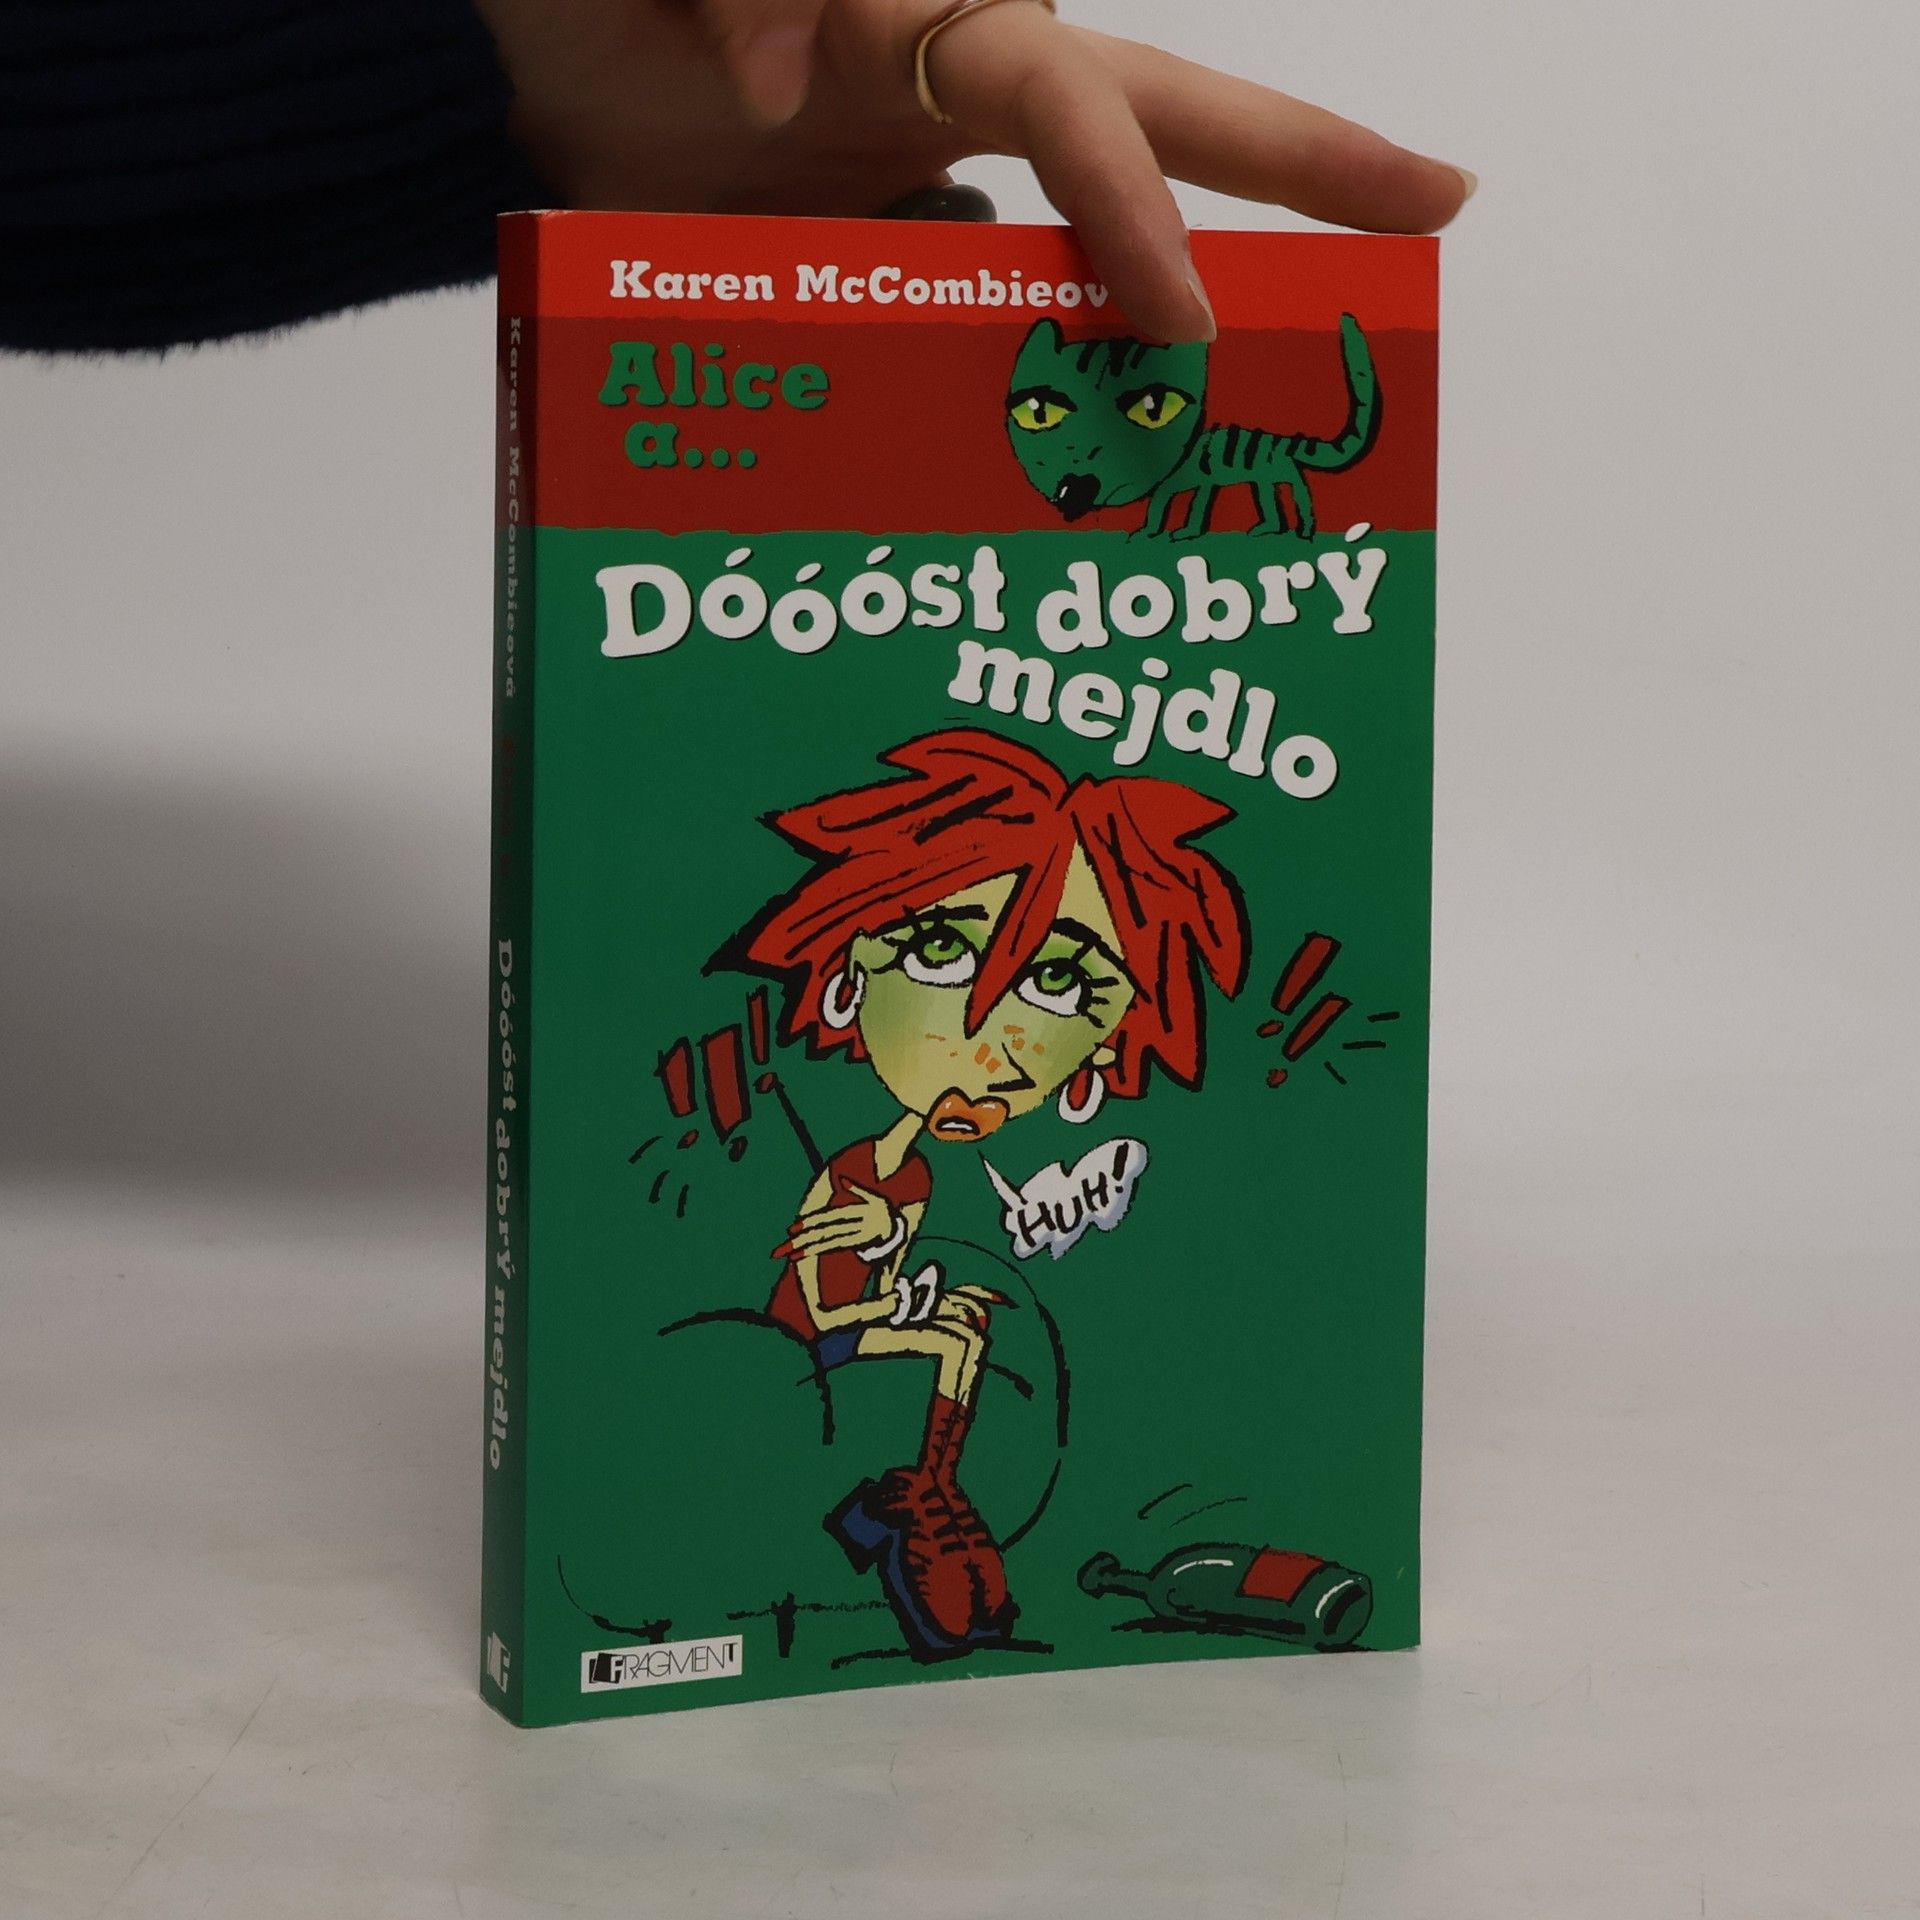 Karen McCombieov
Alice
a...
Dóóóst dobrý
mejdlo
HUH!
FRAGMENT
Karen McCombieová
Dóóóst dobrý mejdlo